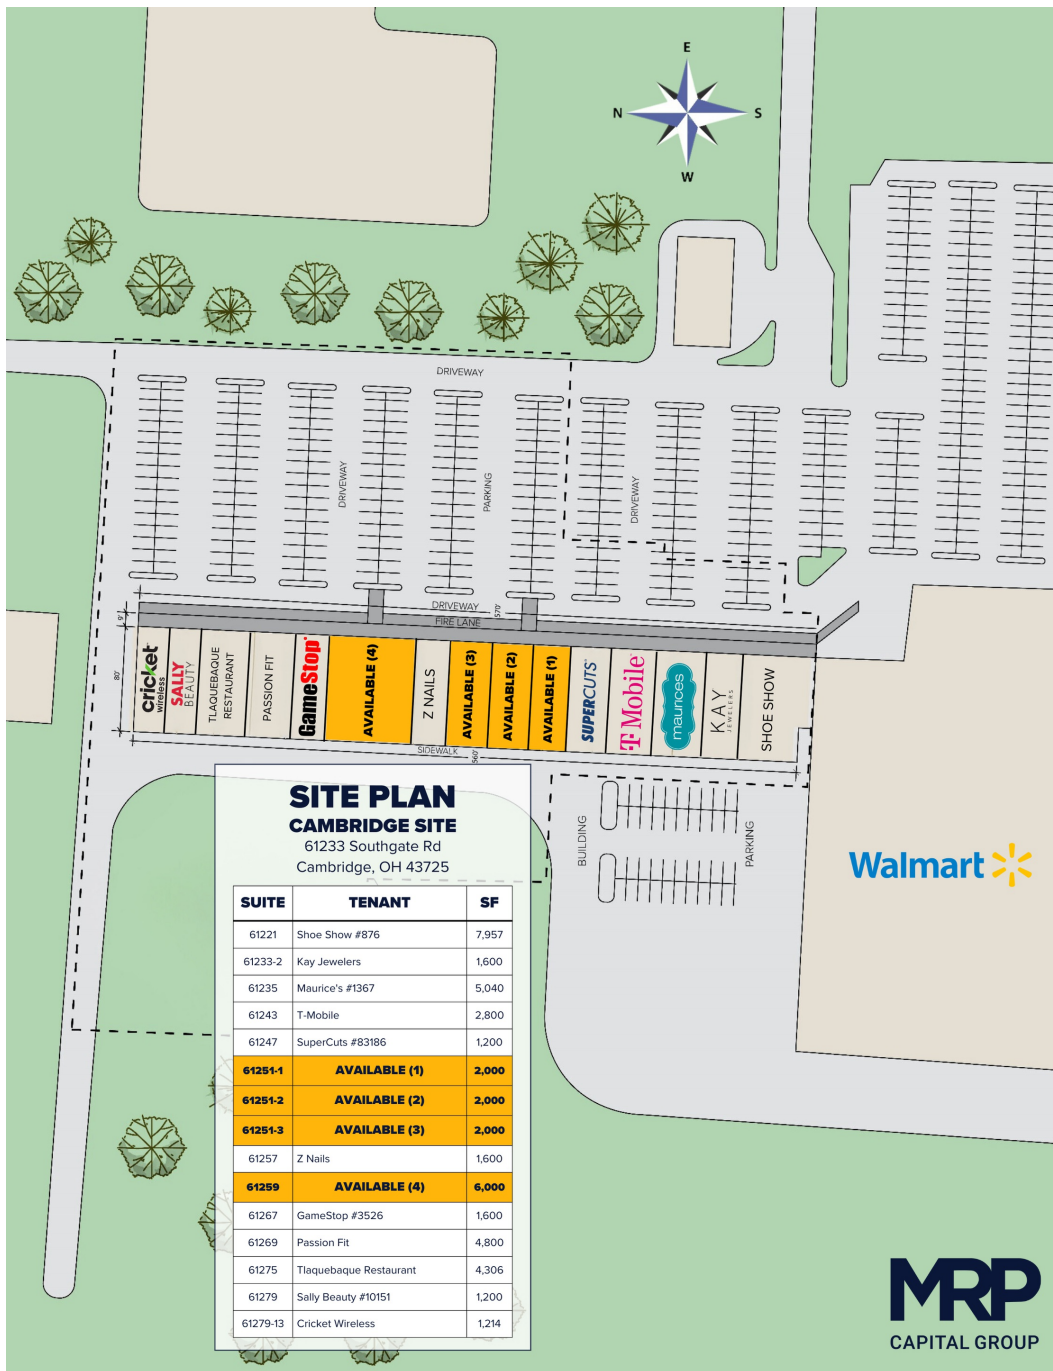 E
N
S
W
DRIVEWAY
DRIVEWAY
PARKING
DRIVEWAY
DRIVEWAY
570'
FIRE LANE
9'
80'
cricket
wireless
SALLY
BEAUTY
TLAQUEBAQUE
RESTAURANT
PASSION FIT
GameStop
AVAILABLE (4)
Z NAILS
AVAILABLE (3)
AVAILABLE (2)
AVAILABLE (1)
SUPERCUTS
T Mobile
maurices
KAY
JEWELERS
SHOE SHOW
SIDEWALK
560'
BUILDING
PARKING
Walmart
SITE PLAN
CAMBRIDGE SITE
61233 Southgate Rd
Cambridge, OH 43725
SUITE TENANT SF
61221 Shoe Show #876 7,957
61233-2 Kay Jewelers 1,600
61235 Maurice's #1367 5,040
61243 T-Mobile 2,800
61247 SuperCuts #83186 1,200
61251-1 AVAILABLE (1) 2,000
61251-2 AVAILABLE (2) 2,000
61251-3 AVAILABLE (3) 2,000
61257 Z Nails 1,600
61259 AVAILABLE (4) 6,000
61267 GameStop #3526 1,600
61269 Passion Fit 4,800
61275 Tlaquebaque Restaurant 4,306
61279 Sally Beauty #10151 1,200
61279-13 Cricket Wireless 1,214
MRP
CAPITAL GROUP